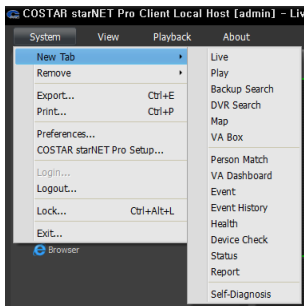 COSTAR starNET Pro Client Local Host [admin] - Li
System View Playback About
New Tab
Remove
Export... Ctrl+E
Print... Ctrl+P
Preferences...
COSTAR starNET Pro Setup...
Login...
Logout...
Lock... Ctrl+Alt+L
Exit...
Browser
Live
Play
Backup Search
DVR Search
Map
VA Box
Person Match
VA Dashboard
Event
Event History
Health
Device Check
Status
Report
Self-Diagnosis